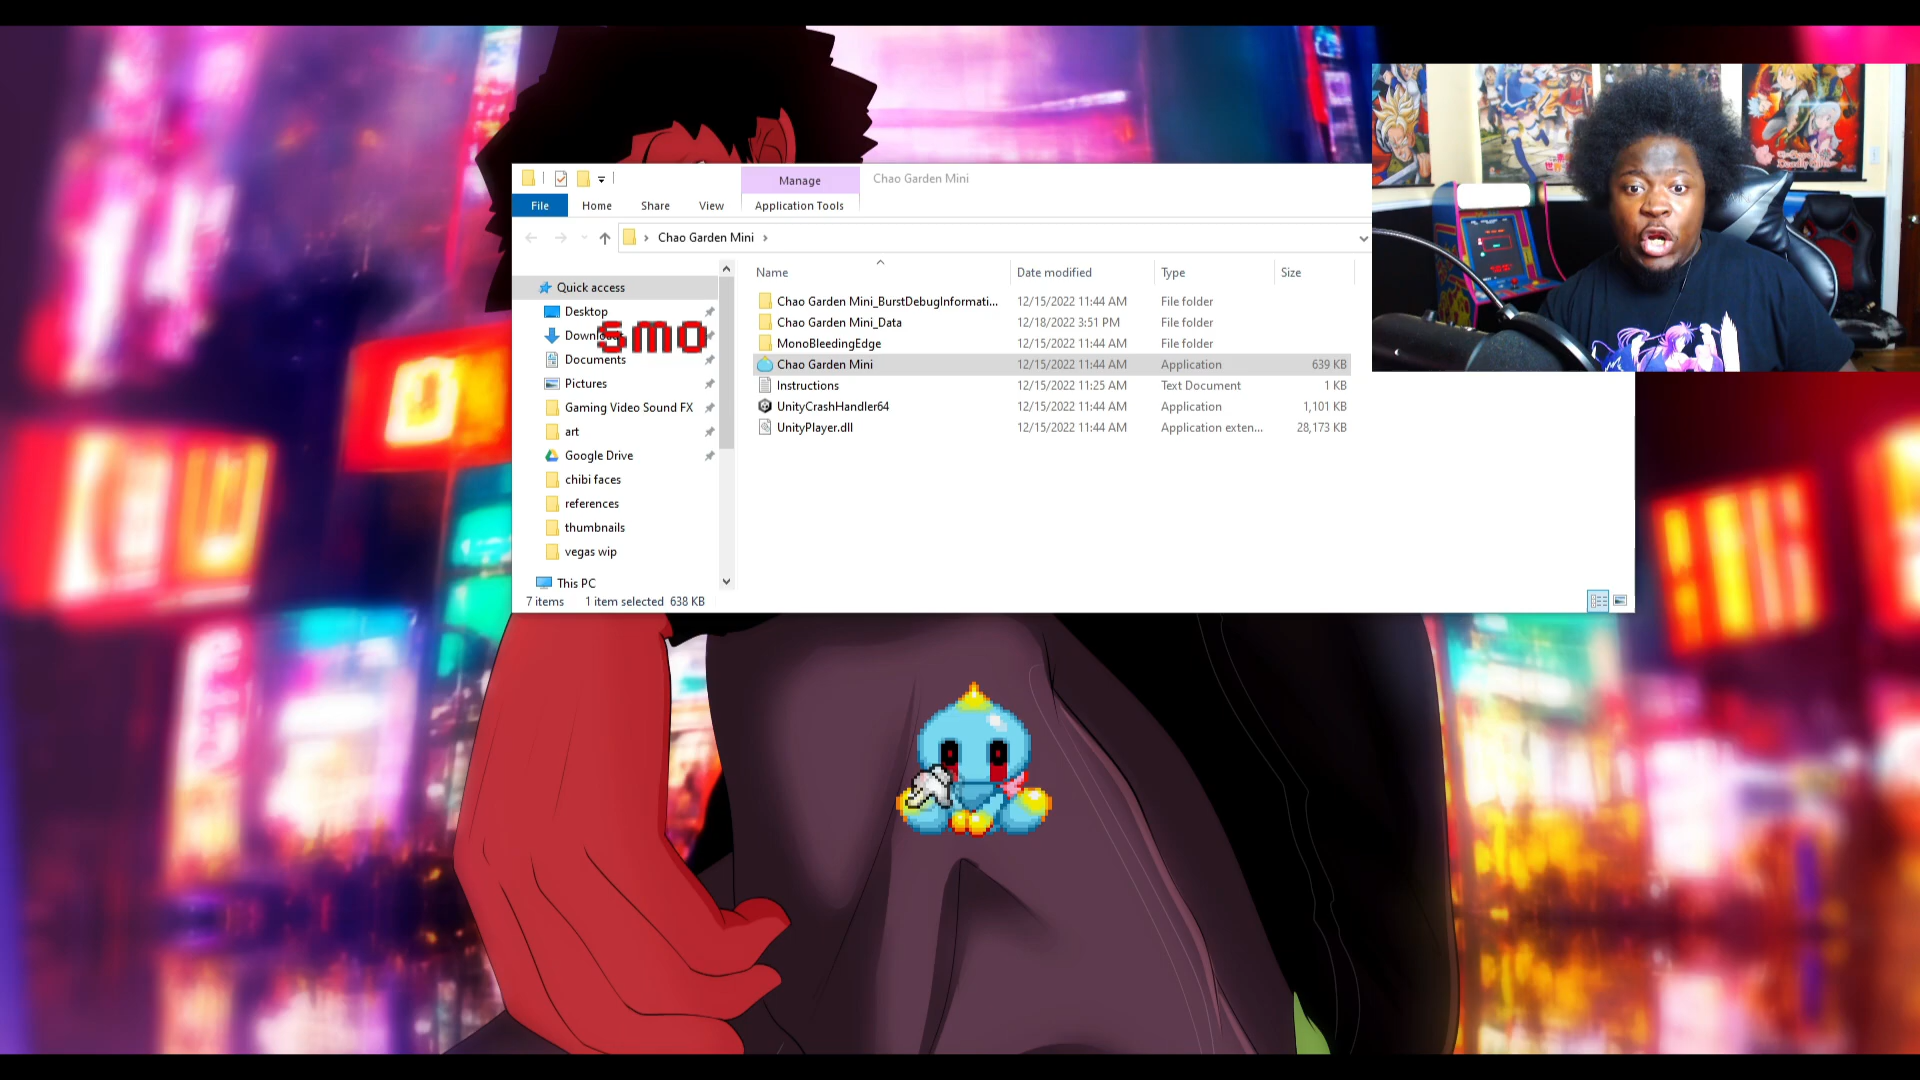 Manage
Chao Garden Mini
File
Home
Share
View
Application Tools
Chao Garden Mini
Name
Date modified
Type
Size
Quick access
Desktop
Downloads
Documents
Pictures
Gaming Video Sound FX
art
Google Drive
chibi faces
references
thumbnails
vegas wip
This PC
smo
Chao Garden Mini_BurstDebugInformati... 12/15/2022 11:44 AM File folder
Chao Garden Mini_Data 12/18/2022 3:51 PM File folder
MonoBleedingEdge 12/15/2022 11:44 AM File folder
Chao Garden Mini 12/15/2022 11:44 AM Application 639 KB
Instructions 12/15/2022 11:25 AM Text Document 1 KB
UnityCrashHandler64 12/15/2022 11:44 AM Application 1,101 KB
UnityPlayer.dll 12/15/2022 11:44 AM Application exten... 28,173 KB
7 items
1 item selected 638 KB